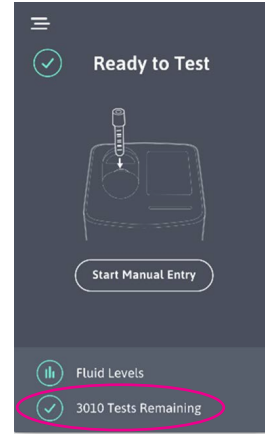 Ready to Test
Start Manual Entry
Fluid Levels
3010 Tests Remaining